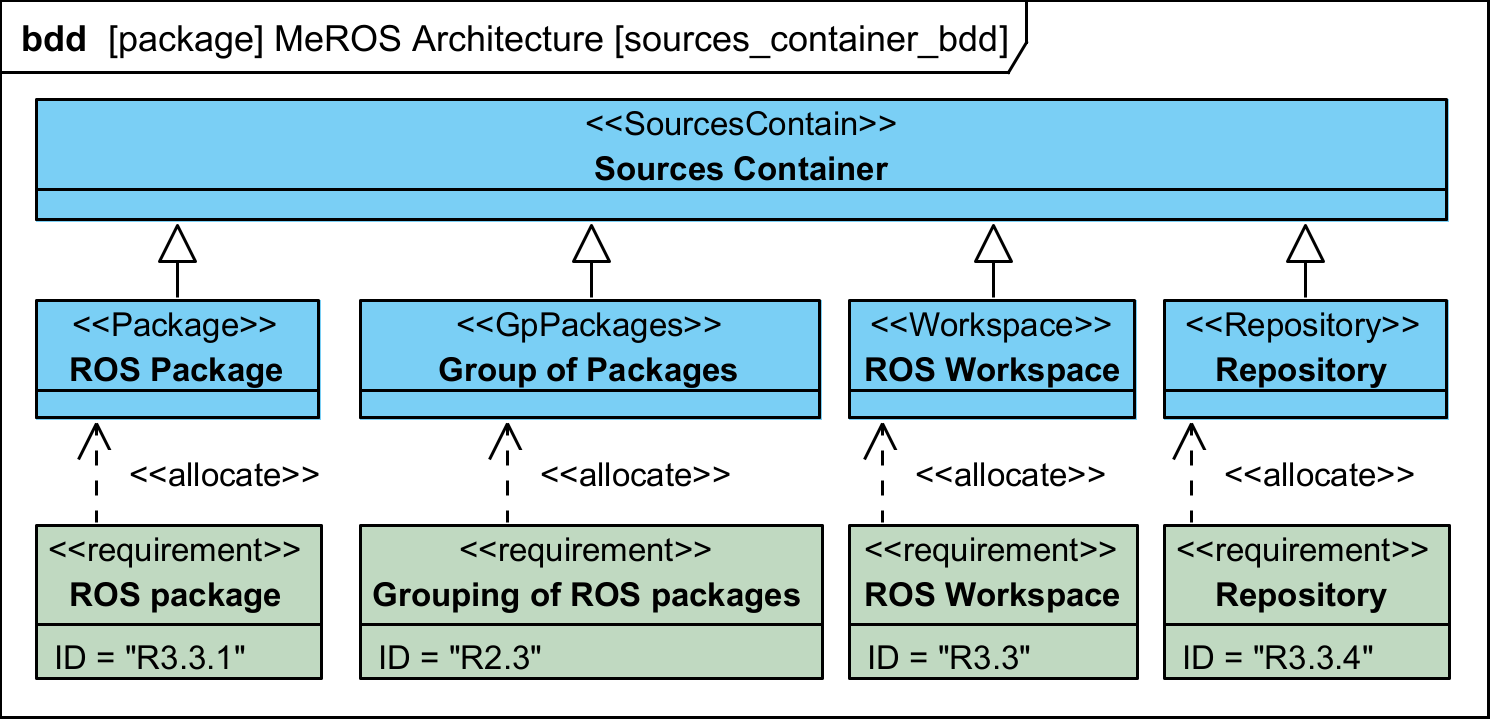 bdd [package] MeROS Architecture [sources_container_bdd]
<<SourcesContain>>
Sources Container
<<Package>>
ROS Package
<<GpPackages>>
Group of Packages
<<Workspace>>
ROS Workspace
<<Repository>>
Repository
<<allocate>>
<<allocate>>
<<allocate>>
<<allocate>>
<<requirement>>
ROS package
ID = "R3.3.1"
<<requirement>>
Grouping of ROS packages
ID = "R2.3"
<<requirement>>
ROS Workspace
ID = "R3.3"
<<requirement>>
Repository
ID = "R3.3.4"